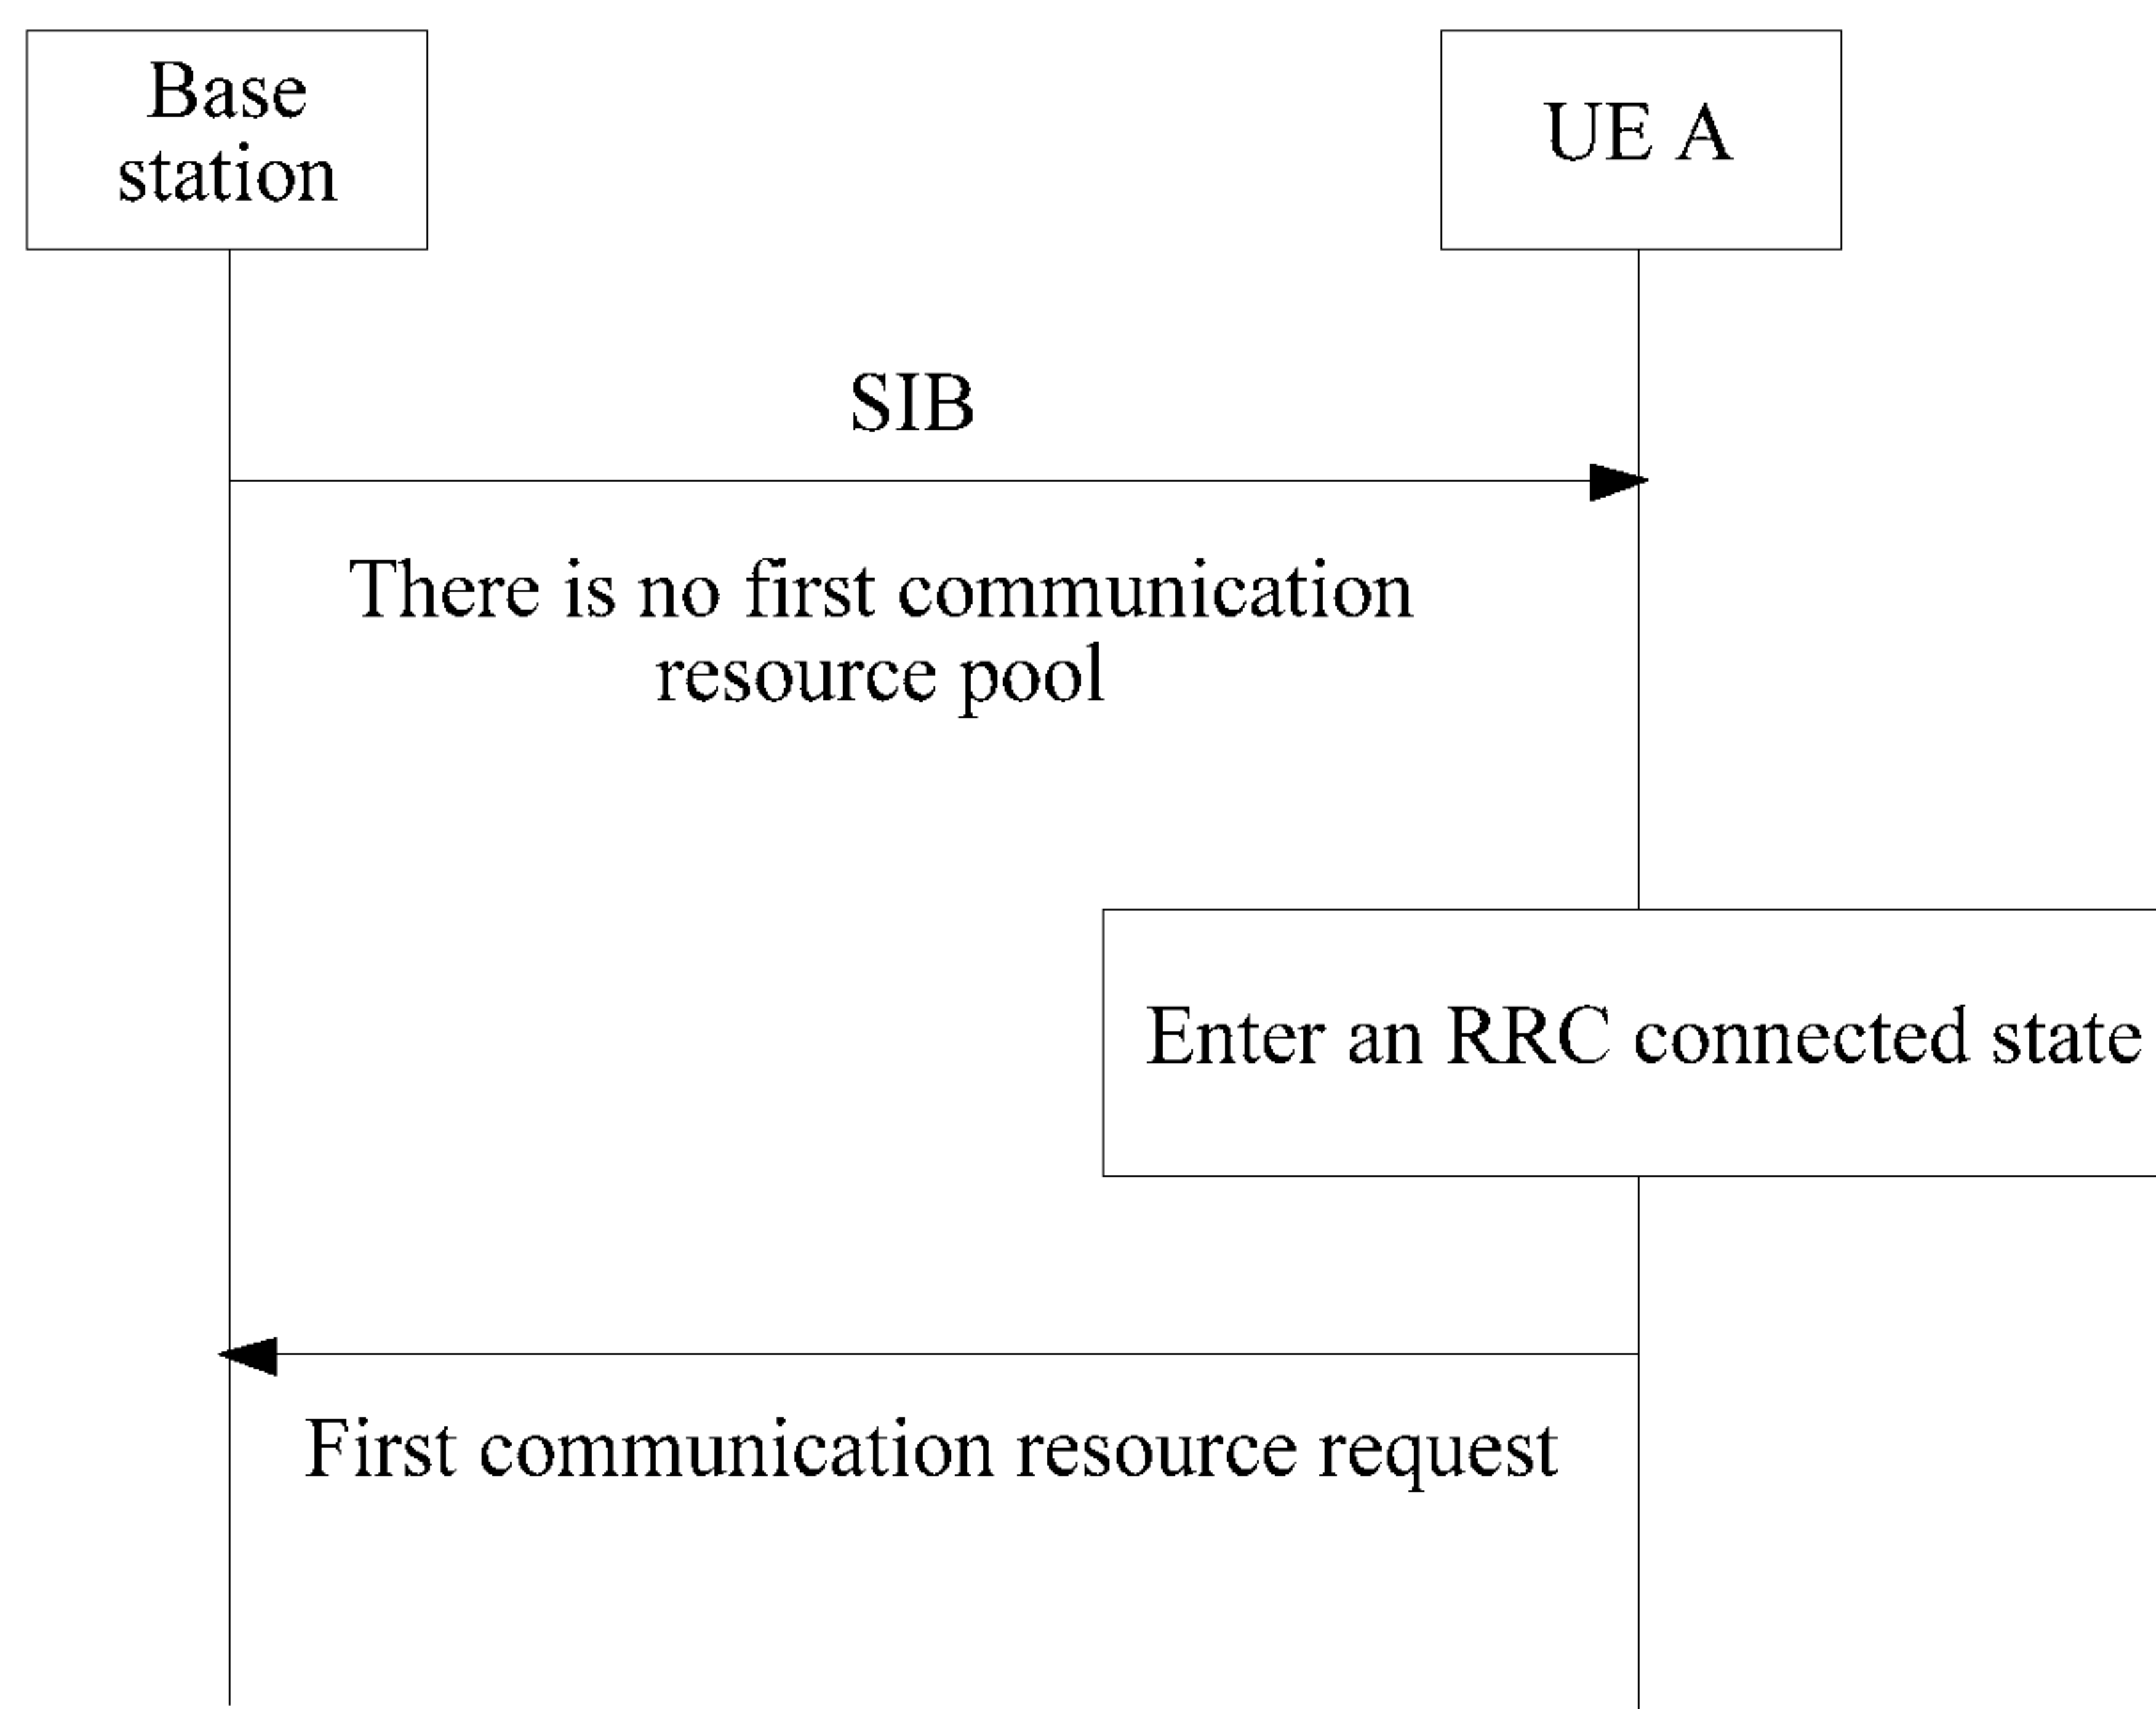 Base
station
UE A
SIB
There is no first communication
resource pool
Enter an RRC connected state
First communication resource request